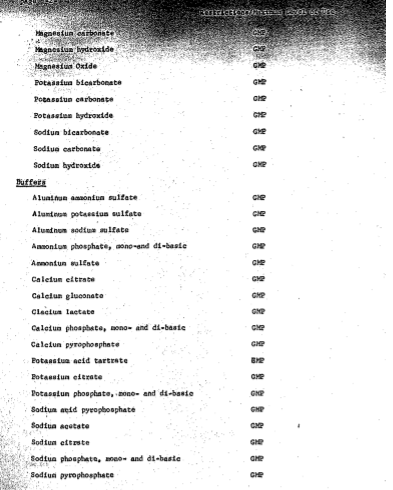 Magnesium carbonate GMP
Magnesium hydroxide GMP
Magnesium Oxide GMP
Potassium bicarbonate GMP
Potassium carbonate GMP
Potassium hydroxide GMP
Sodium bicarbonate GMP
Sodium carbonate GMP
Sodium hydroxide GMP
Buffers
Aluminum ammonium sulfate GMP
Aluminum potassium sulfate GMP
Aluminum sodium sulfate GMP
Ammonium phosphate, mono-and di-basic GMP
Ammonium sulfate GMP
Calcium citrate GMP
Calcium gluconate GMP
Clacium lactate GMP
Calcium phosphate, mono- and di-basic GMP
Calcium pyrophosphate GMP
Potassium acid tartrate GMP
Potassium citrate GMP
Potassium phosphate, mono- and di-basic GMP
Sodium acid pyrophosphate GMP
Sodium acetate GMP
Sodium citrate GMP
Sodium phosphate, mono- and di-basic GMP
Sodium pyrophosphate GMP